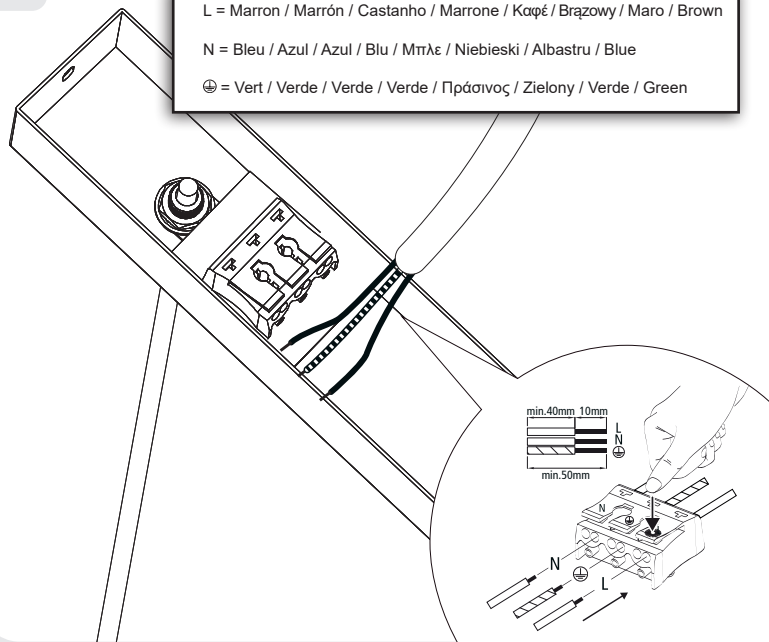 L = Marron / Marrón / Castanho / Marrone / Καφέ / Brązowy / Maro / Brown
N = Bleu / Azul / Azul / Blu / Μπλε / Niebieski / Albastru / Blue
⏚ = Vert / Verde / Verde / Verde / Πράσινος / Zielony / Verde / Green
min.40mm 10mm
L
N
⏚
min.50mm
N
⏚
N
⏚
L